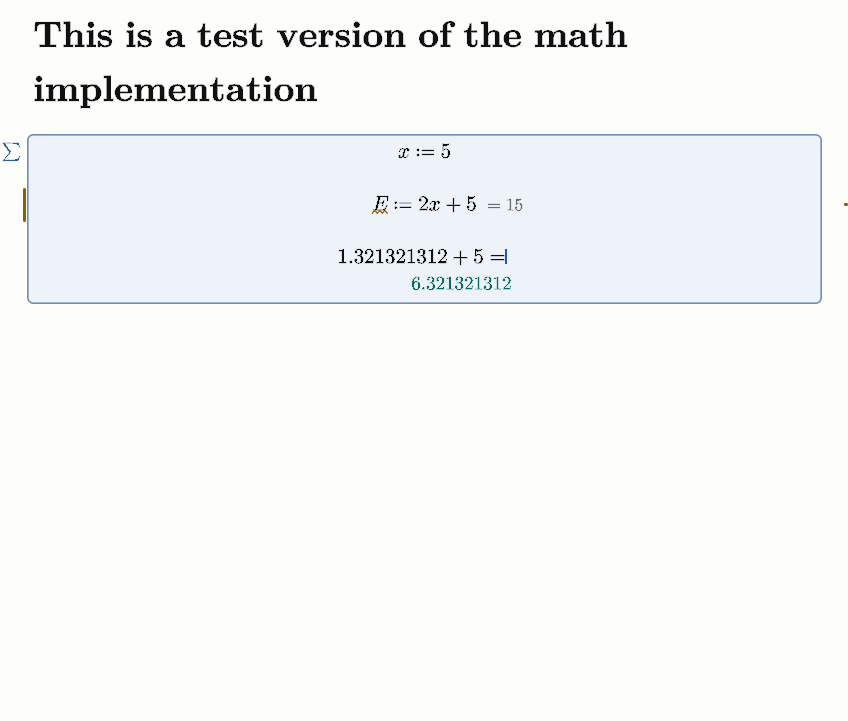 This is a test version of the math
implementation
∑
x := 5
E := 2x + 5 = 15
1.321321312 + 5 =
6.321321312